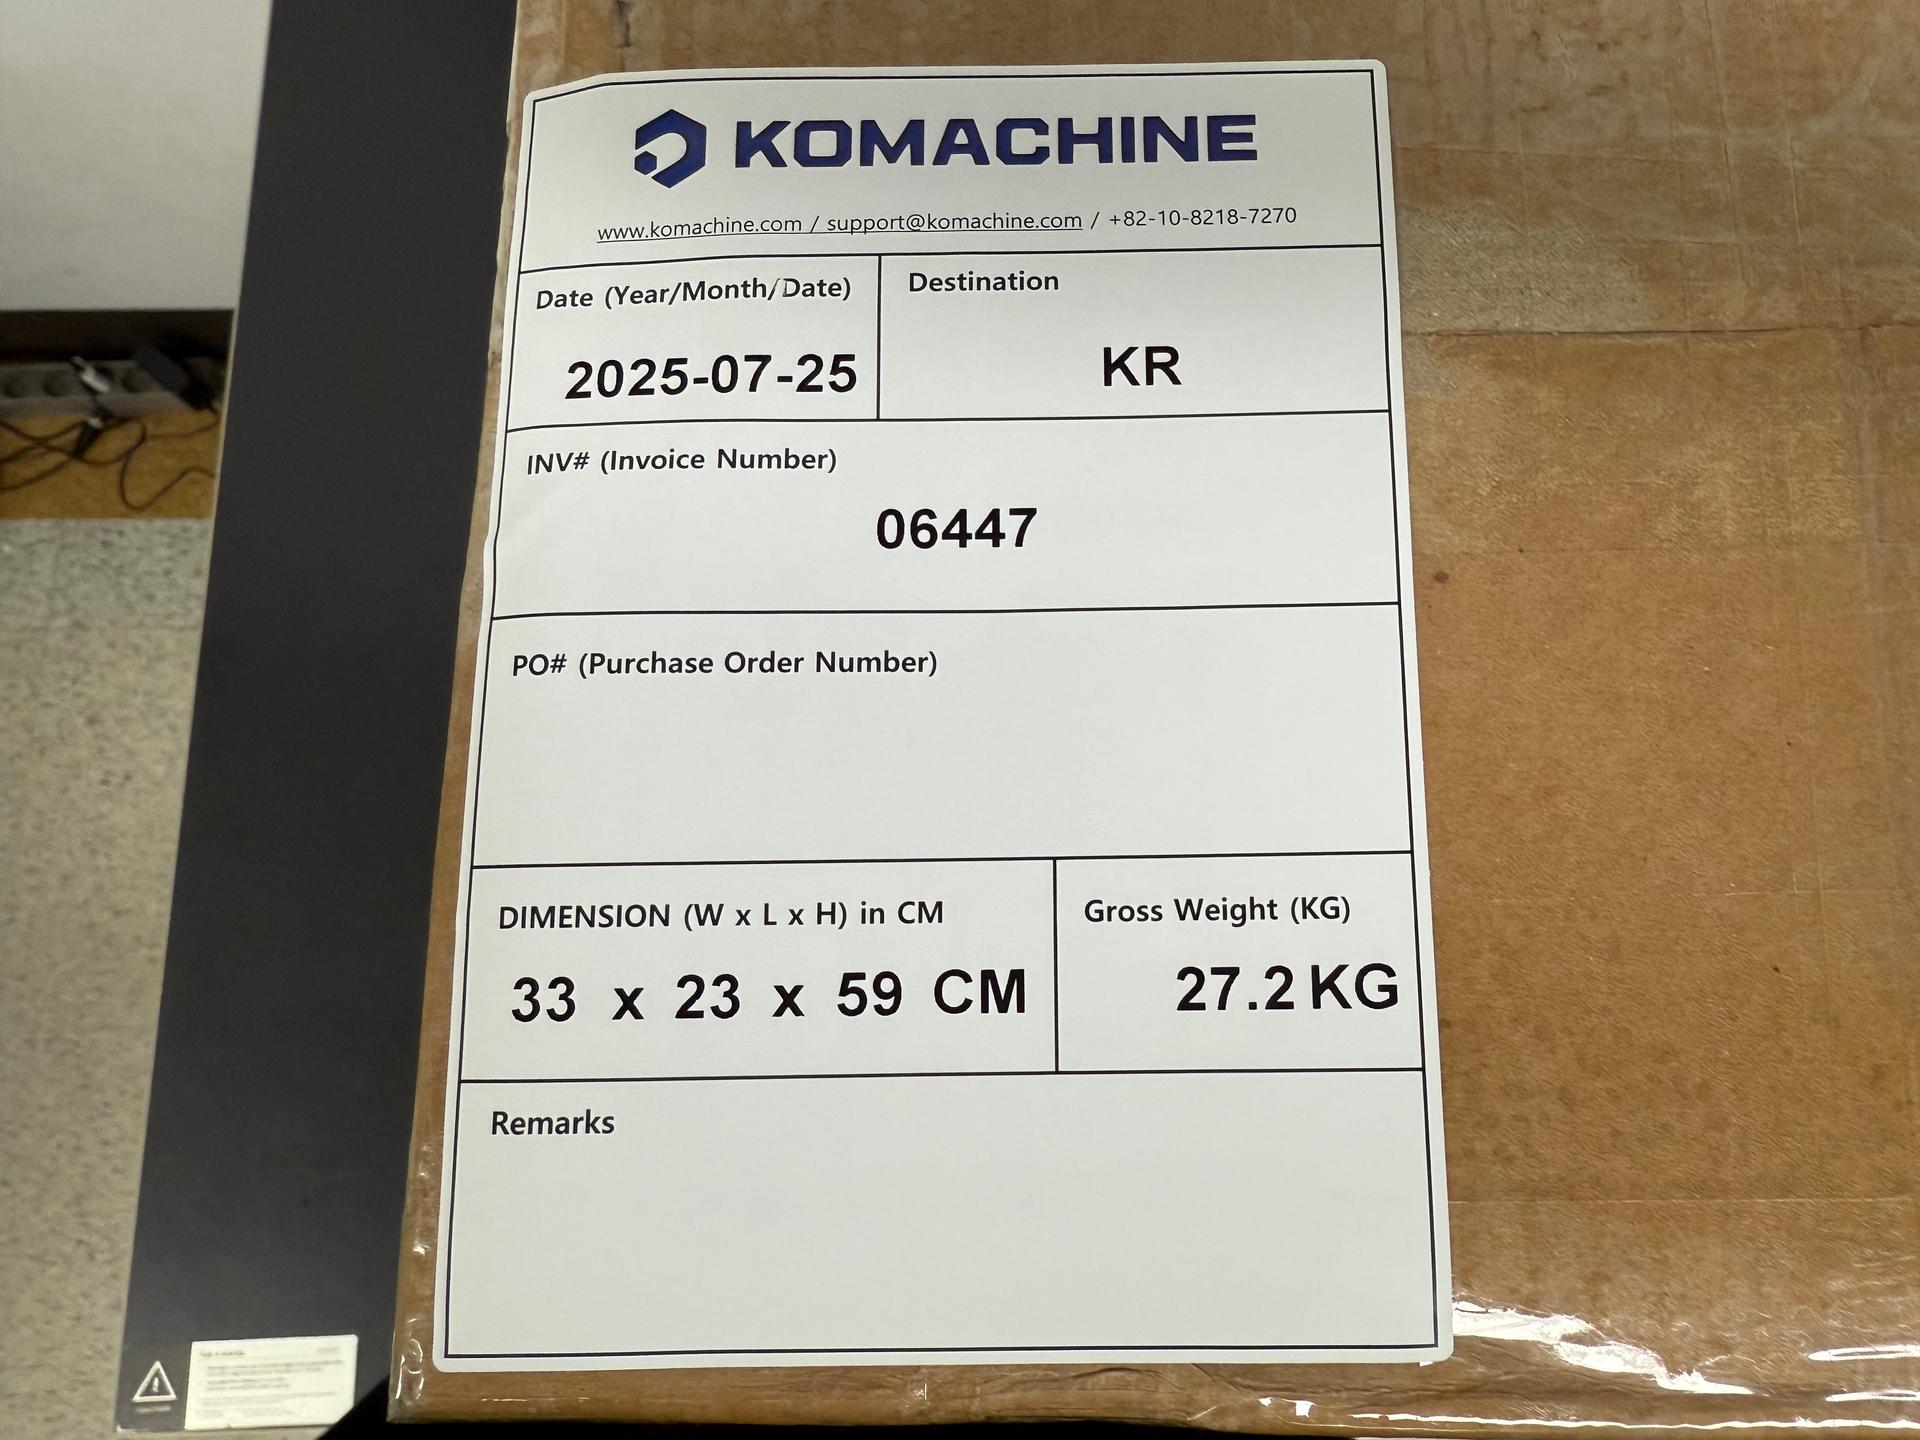 KOMACHINE
www.komachine.com / support@komachine.com / +82-10-8218-7270
Date (Year/Month/Date)
2025-07-25
Destination
KR
INV# (Invoice Number)
06447
PO# (Purchase Order Number)
DIMENSION (W x L x H) in CM
33 x 23 x 59 CM
Gross Weight (KG)
27.2 KG
Remarks